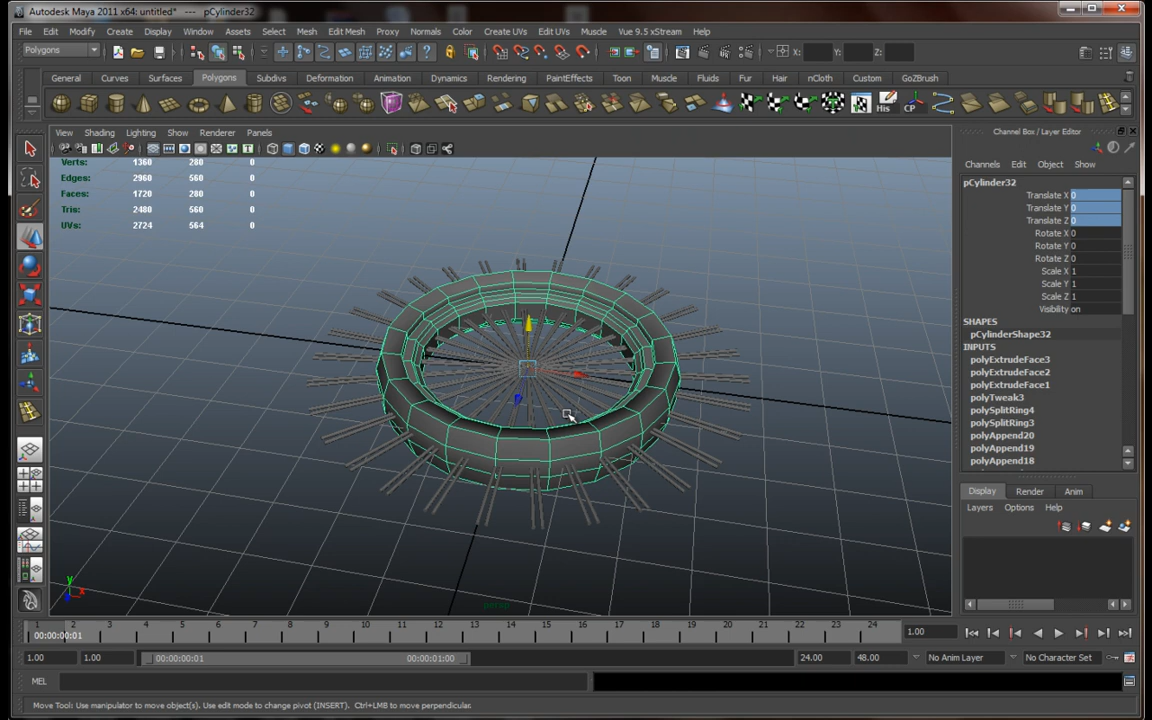 Autodesk Maya 2011 x64: untitled*   ---   pCylinder32
File Edit Modify Create Display Window Assets Select Mesh Edit Mesh Proxy Normals Color Create UVs Edit UVs Muscle Vue 9.5 xStream Help
Polygons X: Y: Z:
General Curves Surfaces Polygons Subdivs Deformation Animation Dynamics Rendering PaintEffects Toon Muscle Fluids Fur Hair nCloth Custom GoZBrush
His CP
View Shading Lighting Show Renderer Panels
Verts: 1360 280 0
Edges: 2960 560 0
Faces: 1720 280 0
Tris: 2480 560 0
UVs: 2724 564 0
y
x
persp
Channel Box / Layer Editor
Channels Edit Object Show
pCylinder32
Translate X 0
Translate Y 0
Translate Z 0
Rotate X 0
Rotate Y 0
Rotate Z 0
Scale X 1
Scale Y 1
Scale Z 1
Visibility on
SHAPES
pCylinderShape32
INPUTS
polyExtrudeFace3
polyExtrudeFace2
polyExtrudeFace1
polyTweak3
polySplitRing4
polySplitRing3
polyAppend20
polyAppend19
polyAppend18
Display Render Anim
Layers Options Help
1 2 3 4 5 6 7 8 9 10 11 12 13 14 15 16 17 18 19 20 21 22 23 24
00:00:00:01
1.00
1.00 1.00 00:00:00:01 00:00:01:00 24.00 48.00 No Anim Layer No Character Set
MEL
Move Tool: Use manipulator to move object(s). Use edit mode to change pivot (INSERT). Ctrl+LMB to move perpendicular.